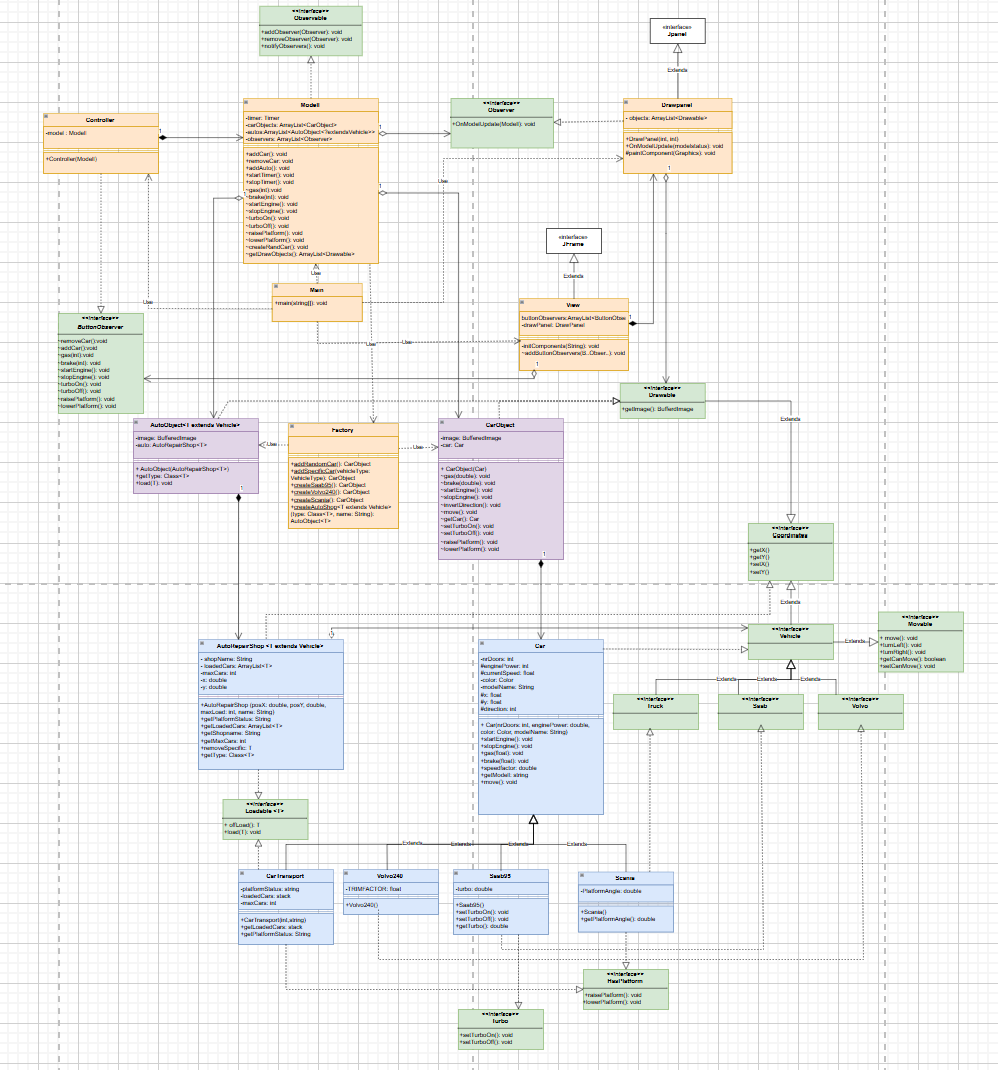 <<Interface>>
Observable
+addObserver(Observer): void
+removeObserver(Observer): void
+notifyObservers(): void
«interface»
Jpanel
Extends
Controller
-model : Modell
+Controller(Model)
Modell
-timer: Timer
-carObjects: ArrayList<CarObject>
-autos:ArrayList<AutoObject<?extendsVehicle>>
-observers: ArrayList<Observer>
+addCar(): void
+removeCar: void
+addAuto(): void
+startTimer(): void
+stopTimer(): void
~gas(int):void
~brake(int): void
~startEngine(): void
~stopEngine(): void
~turboOn(): void
~turboOff(): void
~raisePlatform(): void
~lowerPlatform(): void
~createRandCar(): void
~getDrawObjects(): ArrayList<Drawable>
<<Interface>>
Observer
+OnModelUpdate(Model): void
Drawpanel
- objects: ArrayList<Drawable>
+DrawPanel(int, int)
+OnModelUpdate(modelstatus): void
#paintComponent(Graphics): void
1
1
1
1
Use
«interface»
JFrame
Extends
Use
Main
+main(string[]): void
Use
View
buttonObservers:ArrayList<ButtonObse
-drawPanel: DrawPanel
-initComponents(String): void
~addButtonObservers(B..Obser..): void
1
1
Use
Use
<<Interface>>
ButtonObserver
~removeCar():void
~addCar():void
~gas(int):void
~brake(int): void
~startEngine(): void
~stopEngine(): void
~turboOn(): void
~turboOff(): void
~raisePlatform(): void
~lowerPlatform(): void
<<Interface>>
Drawable
+getImage(): BufferdImage
Extends
AutoObject<T extends Vehicle>
-image: BufferedImage
-auto: AutoRepairShop<T>
+ AutoObject(AutoRepairShop<T>)
+getType: Class<T>
+load(T): void
1
Use
Factory
+addRandomCar(): CarObject
+addSpecificCar(vehicleType:
VehicleType): CarObject
+createSaab95(): CarObject
+createVolvo240(): CarObject
+createScania(): CarObject
+createAutoShop<T extends Vehicle>
(type: Class<T>, name: String):
AutoObject<T>
Use
CarObject
-image: BufferedImage
-car: Car
+ CarObject(Car)
~gas(double): void
~brake(double): void
~startEngine(): void
~stopEngine(): void
~invertDirection(): void
~move(): void
~getCar(): Car
~setTurboOn(): void
~setTurboOff(): void
~raisePlatform(): void
~lowerPlatform(): void
1
<<Interface>>
Coordinates
+getX()
+getY()
+setX()
+setY()
Extends
<<Interface>>
Vehicle
Extends
<<Interface>>
Movable
+ move(): void
+turnLeft(): void
+turnRight(): void
+getCanMove(): boolean
+setCanMove(): void
AutoRepairShop <T extends Vehicle>
- shopName: String
- loadedCars: ArrayList<T>
-maxCars: int
-x: double
-y: double
+AutoRepairShop (posX: double, posY, double,
maxLoad: int, name: String)
+getPlatformStatus: String
+getLoadedCars: ArrayList<T>
+getShopname: String
+getMaxCars: int
+removeSpecific: T
+getType: Class<T>
Car
-nrDoors: int
#enginePower: int
#currentSpeed: float
-color: Color
-modelName: String
#x: float
#y: float
#direction: int
+ Car(nrDoors: int, enginePower: double,
color: Color, modelName: String)
+startEngine(): void
+stopEngine(): void
+gas(float): void
+brake(float): void
+speedfactor: double
+getModell: string
+move(): void
Extends
Extends
Extends
<<Interface>>
Truck
<<Interface>>
Saab
<<Interface>>
Volvo
<<Interface>>
Loadable <T>
+ offLoad(): T
+load(T): void
Extends
Extends
Extends
Extends
CarTransport
-platformStatus: string
-loadedCars: stack
-maxCars: int
+CarTransport(int,string)
+getLoadedCars: stack
+getPlatformStatus: String
Volvo240
-TRIMFACTOR: float
+Volvo240()
Saab95
-turbo: double
+Saab95()
+setTurboOn(): void
+setTurboOff(): void
+getTurbo(): double
Scania
-PlatformAngle: double
+Scania()
+getPlatformAngle(): double
<<Interface>>
HasPlatform
+raisePlatform(): void
+lowerPlatform(): void
<<Interface>>
Turbo
+setTurboOn(): void
+setTurboOff(): void